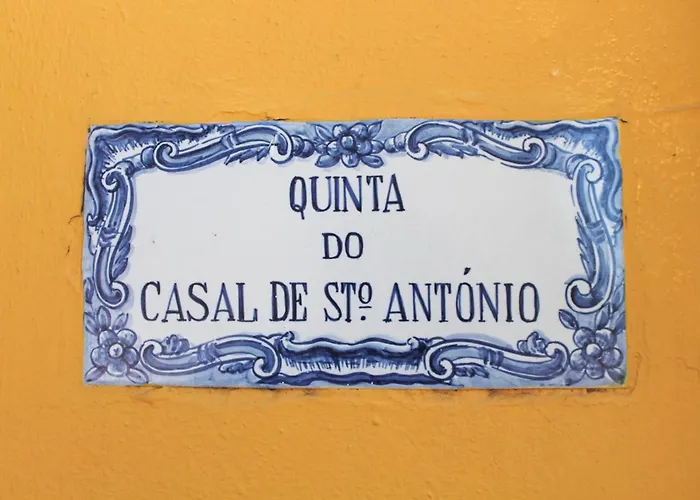 QUINTA
DO
CASAL DE STº ANTÓNIO